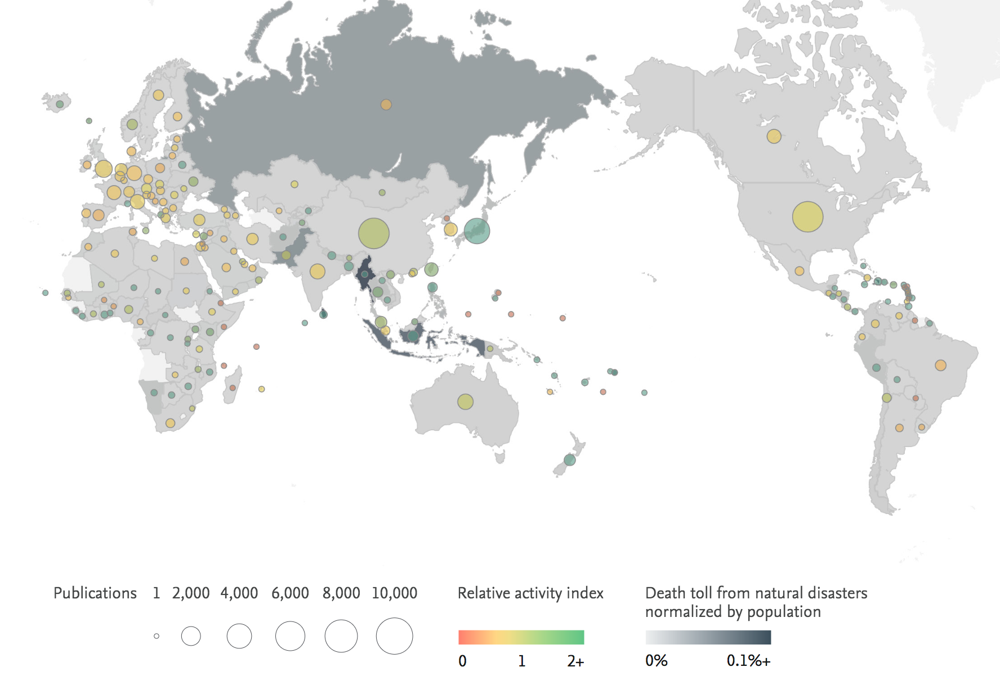 Publications 1 2,000 4,000 6,000 8,000 10,000
Relative activity index
0 1 2+
Death toll from natural disasters
normalized by population
0% 0.1%+